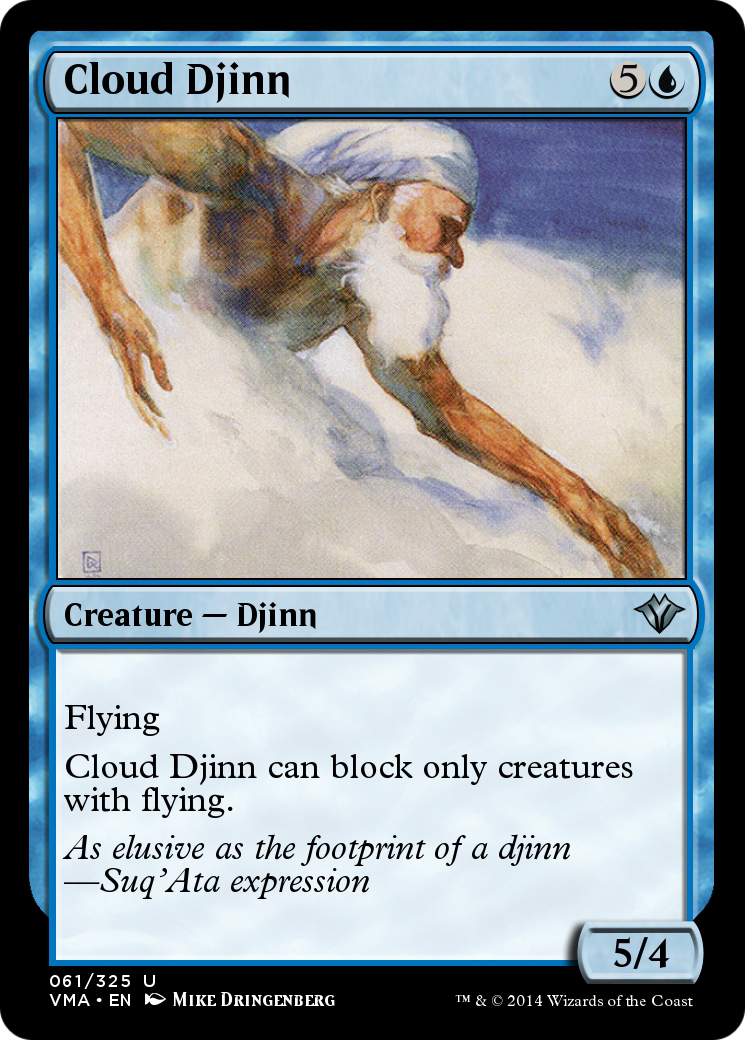 Cloud Djinn
5
Creature — Djinn
Flying
Cloud Djinn can block only creatures
with flying.
As elusive as the footprint of a djinn
—Suq'Ata expression
5/4
061/325 U
VMA • EN Mike Dringenberg
™ & © 2014 Wizards of the Coast